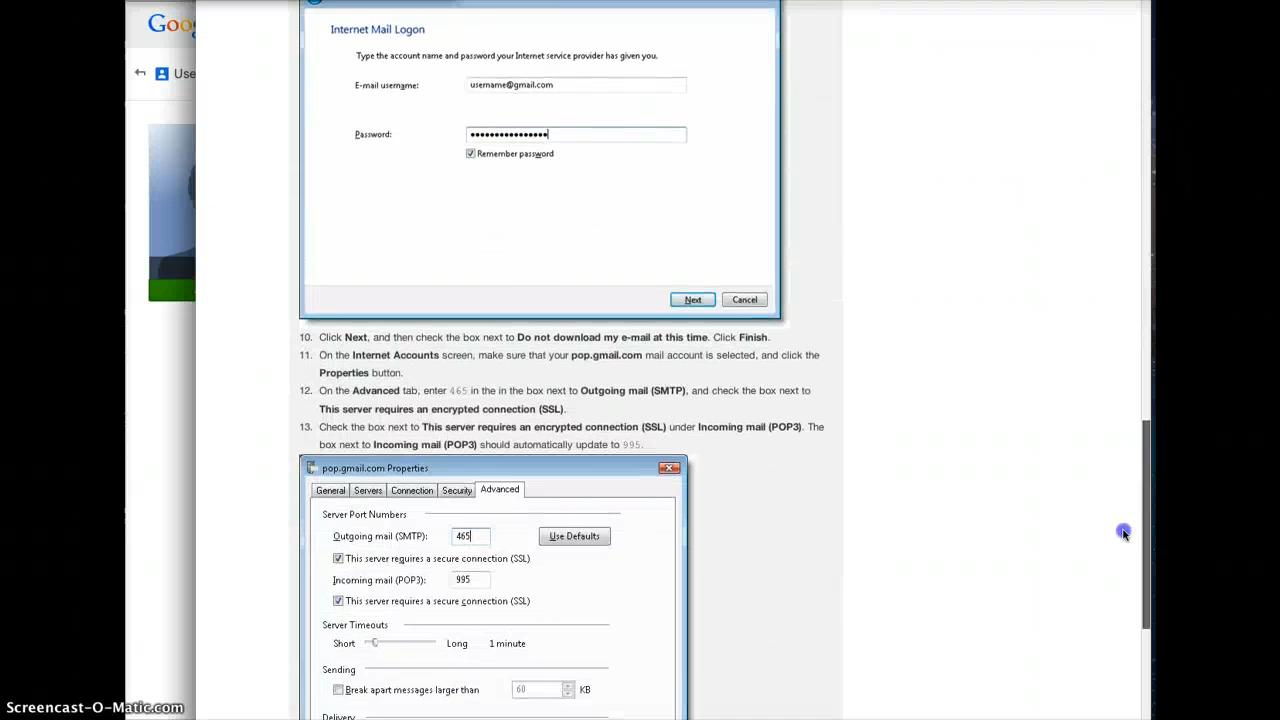 Goo
Use
Internet Mail Logon
Type the account name and password your Internet service provider has given you.
E-mail username: username@gmail.com
Password: ••••••••••••••••
Remember password
Next Cancel
10. Click Next, and then check the box next to Do not download my e-mail at this time. Click Finish.
11. On the Internet Accounts screen, make sure that your pop.gmail.com mail account is selected, and click the
Properties button.
12. On the Advanced tab, enter 465 in the in the box next to Outgoing mail (SMTP), and check the box next to
This server requires an encrypted connection (SSL).
13. Check the box next to This server requires an encrypted connection (SSL) under Incoming mail (POP3). The
box next to Incoming mail (POP3) should automatically update to 995.
pop.gmail.com Properties
General Servers Connection Security Advanced
Server Port Numbers
Outgoing mail (SMTP): 465 Use Defaults
This server requires a secure connection (SSL)
Incoming mail (POP3): 995
This server requires a secure connection (SSL)
Server Timeouts
Short Long 1 minute
Sending
Break apart messages larger than 60 KB
Delivery
Screencast-O-Matic.com